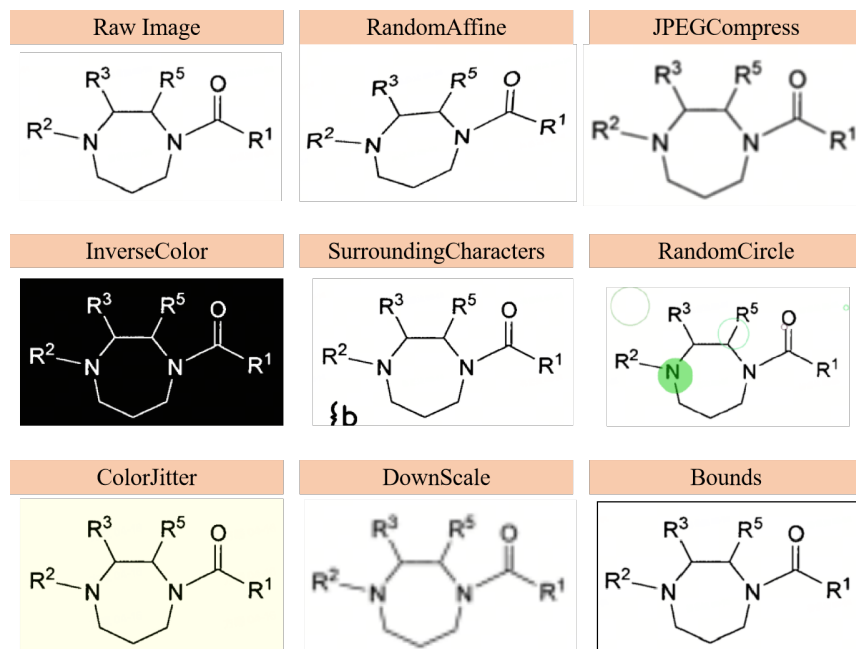 Raw Image
RandomAffine
JPEGCompress
R³ R⁵ O
R² N N R¹
R³ R⁵ O
R² N N R¹
R³ R⁵ O
R² N N R¹
InverseColor
SurroundingCharacters
RandomCircle
R³ R⁵ O
R² N N R¹
R³ R⁵ O
R² N N R¹
⌇b
R³ R⁵ O
R² N N R¹
ColorJitter
DownScale
Bounds
R³ R⁵ O
R² N N R¹
R³ R⁵ O
R² N N R¹
R³ R⁵ O
R² N N R¹